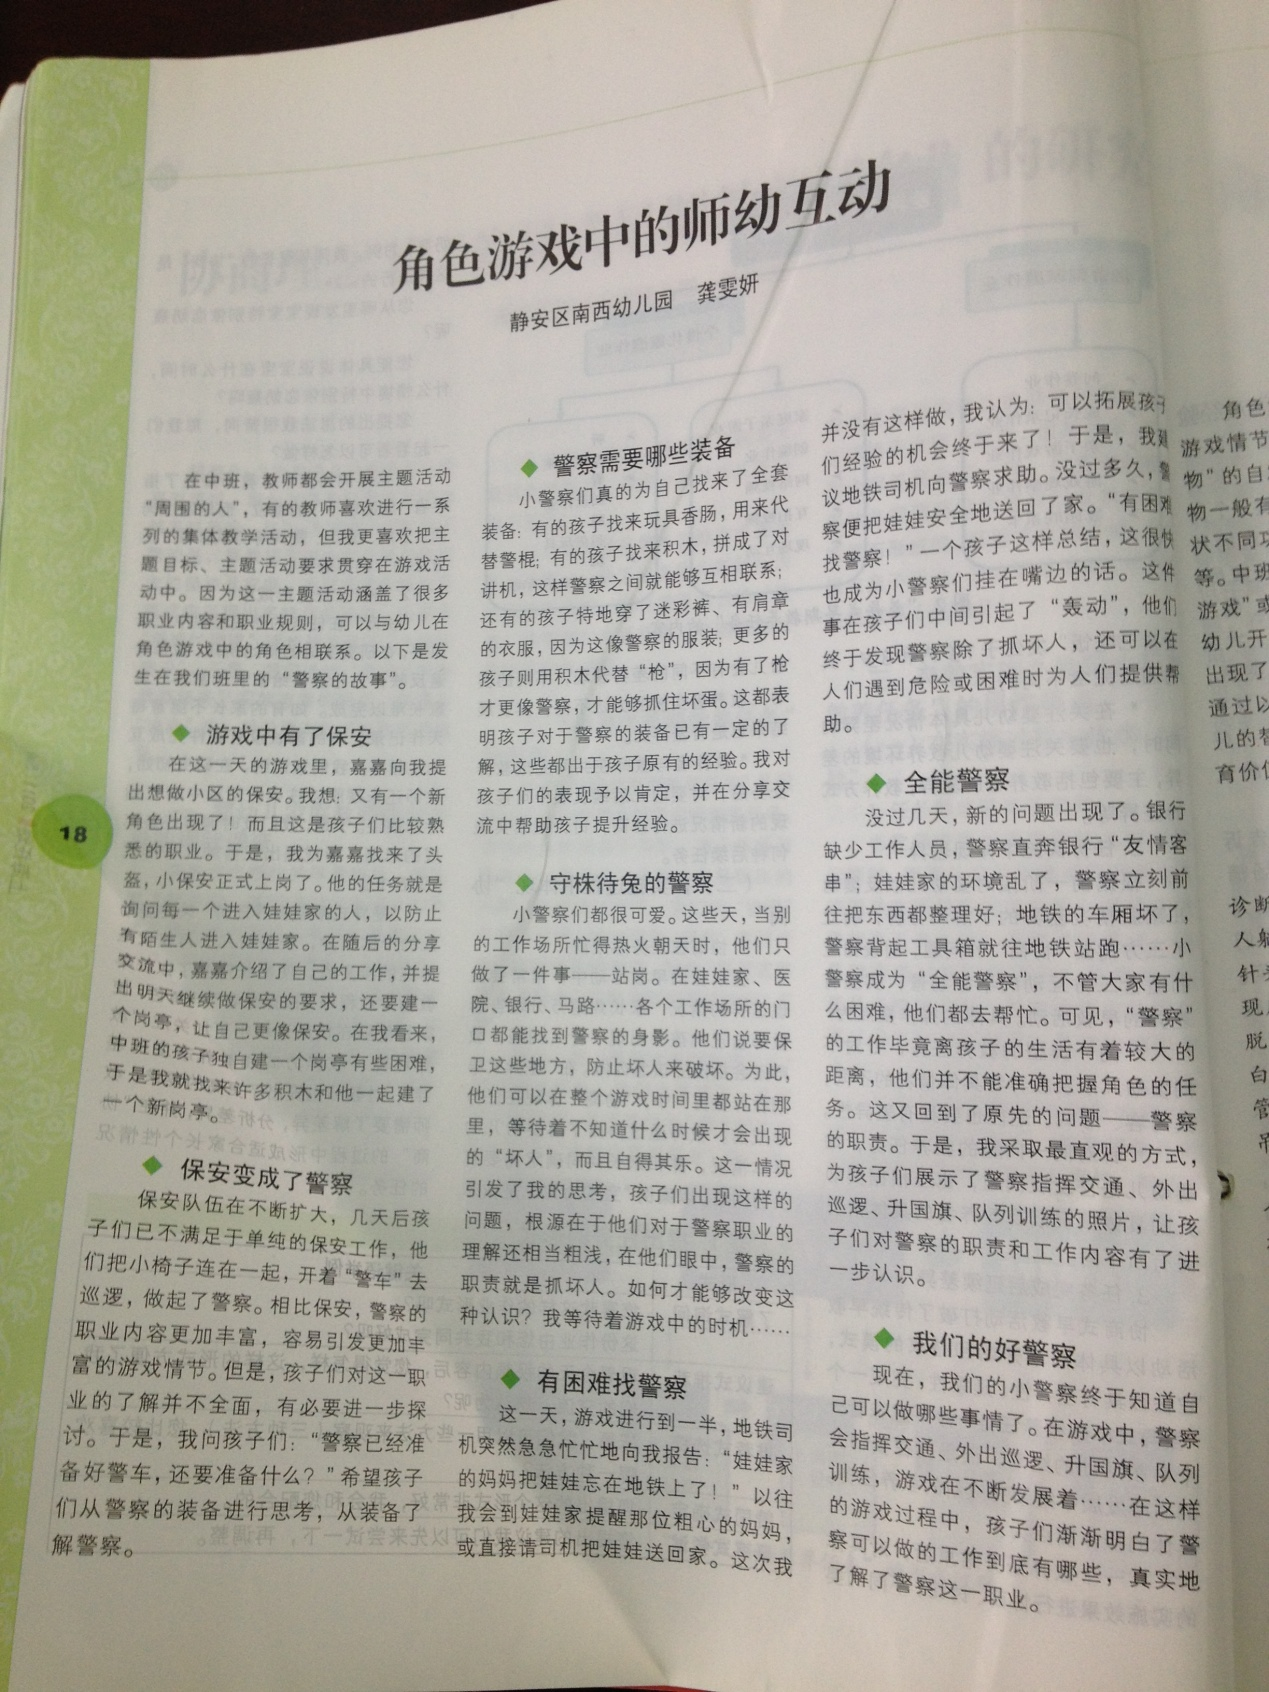 角色游戏中的师幼互动
静安区南西幼儿园 龚雯妍
在中班，教师都会开展主题活动
“周围的人”，有的教师喜欢进行一系
列的集体教学活动，但我更喜欢把主
题目标、主题活动要求贯穿在游戏活
动中。因为这一主题活动涵盖了很多
职业内容和职业规则，可以与幼儿在
角色游戏中的角色相联系。以下是发
生在我们班里的“警察的故事”。
◆ 游戏中有了保安
在这一天的游戏里，嘉嘉向我提
出想做小区的保安。我想：又有一个新
角色出现了！而且这是孩子们比较熟
悉的职业。于是，我为嘉嘉找来了头
盔，小保安正式上岗了。他的任务就是
询问每一个进入娃娃家的人，以防止
有陌生人进入娃娃家。在随后的分享
交流中，嘉嘉介绍了自己的工作，并提
出明天继续做保安的要求，还要建一
个岗亭，让自己更像保安。在我看来，
中班的孩子独自建一个岗亭有些困难，
于是我就找来许多积木和他一起建了
一个新岗亭。
◆ 保安变成了警察
保安队伍在不断扩大，几天后孩
子们已不满足于单纯的保安工作，他
们把小椅子连在一起，开着“警车”去
巡逻，做起了警察。相比保安，警察的
职业内容更加丰富，容易引发更加丰
富的游戏情节。但是，孩子们对这一职
业的了解并不全面，有必要进一步探
讨。于是，我问孩子们：“警察已经准
备好警车，还要准备什么？”希望孩子
们从警察的装备进行思考，从装备了
解警察。
18
◆ 警察需要哪些装备
小警察们真的为自己找来了全套
装备：有的孩子找来玩具香肠，用来代
替警棍；有的孩子找来积木，拼成了对
讲机，这样警察之间就能够互相联系；
还有的孩子特地穿了迷彩裤、有肩章
的衣服，因为这像警察的服装；更多的
孩子则用积木代替“枪”，因为有了枪
才更像警察，才能够抓住坏蛋。这都表
明孩子对于警察的装备已有一定的了
解，这些都出于孩子原有的经验。我对
孩子们的表现予以肯定，并在分享交
流中帮助孩子提升经验。
◆ 守株待兔的警察
小警察们都很可爱。这些天，当别
的工作场所忙得热火朝天时，他们只
做了一件事——站岗。在娃娃家、医
院、银行、马路……各个工作场所的门
口都能找到警察的身影。他们说要保
卫这些地方，防止坏人来破坏。为此，
他们可以在整个游戏时间里都站在那
里，等待着不知道什么时候才会出现
的“坏人”，而且自得其乐。这一情况
引发了我的思考，孩子们出现这样的
问题，根源在于他们对于警察职业的
理解还相当粗浅，在他们眼中，警察的
职责就是抓坏人。如何才能够改变这
种认识？我等待着游戏中的时机……
◆ 有困难找警察
这一天，游戏进行到一半，地铁司
机突然急急忙忙地向我报告：“娃娃家
的妈妈把娃娃忘在地铁上了！”以往
我会到娃娃家提醒那位粗心的妈妈，
或直接请司机把娃娃送回家。这次我
并没有这样做，我认为：可以拓展孩子
们经验的机会终于来了！于是，我建
议地铁司机向警察求助。没过多久，警
察便把娃娃安全地送回了家。“有困难
找警察！”一个孩子这样总结，这很快
也成为小警察们挂在嘴边的话。这件
事在孩子们中间引起了“轰动”，他们
终于发现警察除了抓坏人，还可以在
人们遇到危险或困难时为人们提供帮
助。
◆ 全能警察
没过几天，新的问题出现了。银行
缺少工作人员，警察直奔银行“友情客
串”；娃娃家的环境乱了，警察立刻前
往把东西都整理好；地铁的车厢坏了，
警察背起工具箱就往地铁站跑……小
警察成为“全能警察”，不管大家有什
么困难，他们都去帮忙。可见，“警察”
的工作毕竟离孩子的生活有着较大的
距离，他们并不能准确把握角色的任
务。这又回到了原先的问题——警察
的职责。于是，我采取最直观的方式，
为孩子们展示了警察指挥交通、外出
巡逻、升国旗、队列训练的照片，让孩
子们对警察的职责和工作内容有了进
一步认识。
◆ 我们的好警察
现在，我们的小警察终于知道自
己可以做哪些事情了。在游戏中，警察
会指挥交通、外出巡逻、升国旗、队列
训练，游戏在不断发展着……在这样
的游戏过程中，孩子们渐渐明白了警
察可以做的工作到底有哪些，真实地
了解了警察这一职业。
角色
游戏情节
物”的自
物一般有
状不同
等。中班
游戏”或
幼儿开
出现了
通过以
儿的替
育价值
诊断
人躺
针头
现
脱
白
管